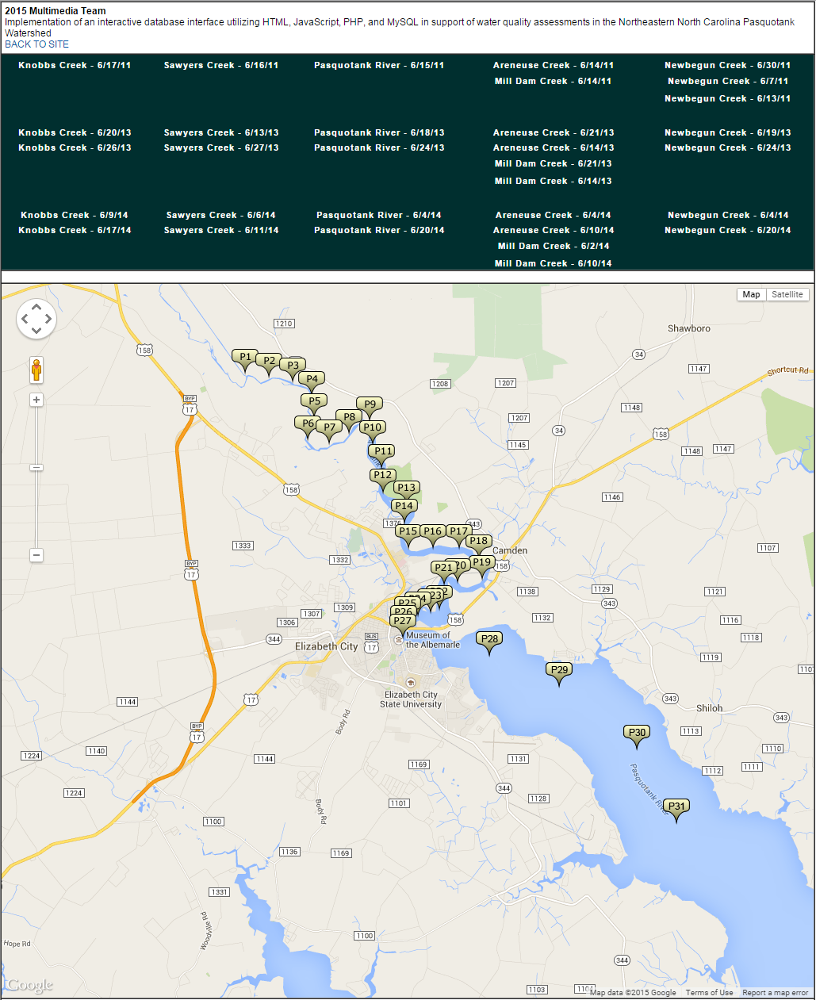 2015 Multimedia Team
Implementation of an interactive database interface utilizing HTML, JavaScript, PHP, and MySQL in support of water quality assessments in the Northeastern North Carolina Pasquotank
Watershed
BACK TO SITE
Knobbs Creek - 6/17/11 Sawyers Creek - 6/16/11 Pasquotank River - 6/15/11 Areneuse Creek - 6/14/11 Newbegun Creek - 6/30/11
Mill Dam Creek - 6/14/11 Newbegun Creek - 6/7/11
Newbegun Creek - 6/13/11
Knobbs Creek - 6/20/13 Sawyers Creek - 6/13/13 Pasquotank River - 6/18/13 Areneuse Creek - 6/21/13 Newbegun Creek - 6/19/13
Knobbs Creek - 6/26/13 Sawyers Creek - 6/27/13 Pasquotank River - 6/24/13 Areneuse Creek - 6/14/13 Newbegun Creek - 6/24/13
Mill Dam Creek - 6/21/13
Mill Dam Creek - 6/14/13
Knobbs Creek - 6/9/14 Sawyers Creek - 6/6/14 Pasquotank River - 6/4/14 Areneuse Creek - 6/4/14 Newbegun Creek - 6/4/14
Knobbs Creek - 6/17/14 Sawyers Creek - 6/11/14 Pasquotank River - 6/20/14 Areneuse Creek - 6/10/14 Newbegun Creek - 6/20/14
Mill Dam Creek - 6/2/14
Mill Dam Creek - 6/10/14
Map Satellite
1210
Shawboro
158
34
P1
P2
P3
1147
Shortcut Rd
P4
1208
1207
BYP
17
P5
P9
1148
1207
P8
P6
P7
P10
34
158
1145
P11
1148
1147
P12
P13
158
1146
P14
1376
343
P15
P16
P17
P18
1333
Camden
1107
1332
P19
P21
20
158
BYP
17
1138
1129
1121
P25
P26
P27
1309
1307
1306
343
158
1132
1116
BUS
17
344
Museum of
the Albemarle
P28
1118
Elizabeth City
1119
P29
Elizabeth City
State University
17
1144
343
Shiloh
343
Body Rd
BYP
17
P30
1113
1140
1224
1144
1131
1110
1169
1112
1111
Pasquotank River
344
1224
1101
1128
P31
Body Rd
1100
1136
1169
1331
Woodville Rd
1100
Hope Rd
344
Google
1103
Map data ©2015 Google Terms of Use Report a map error